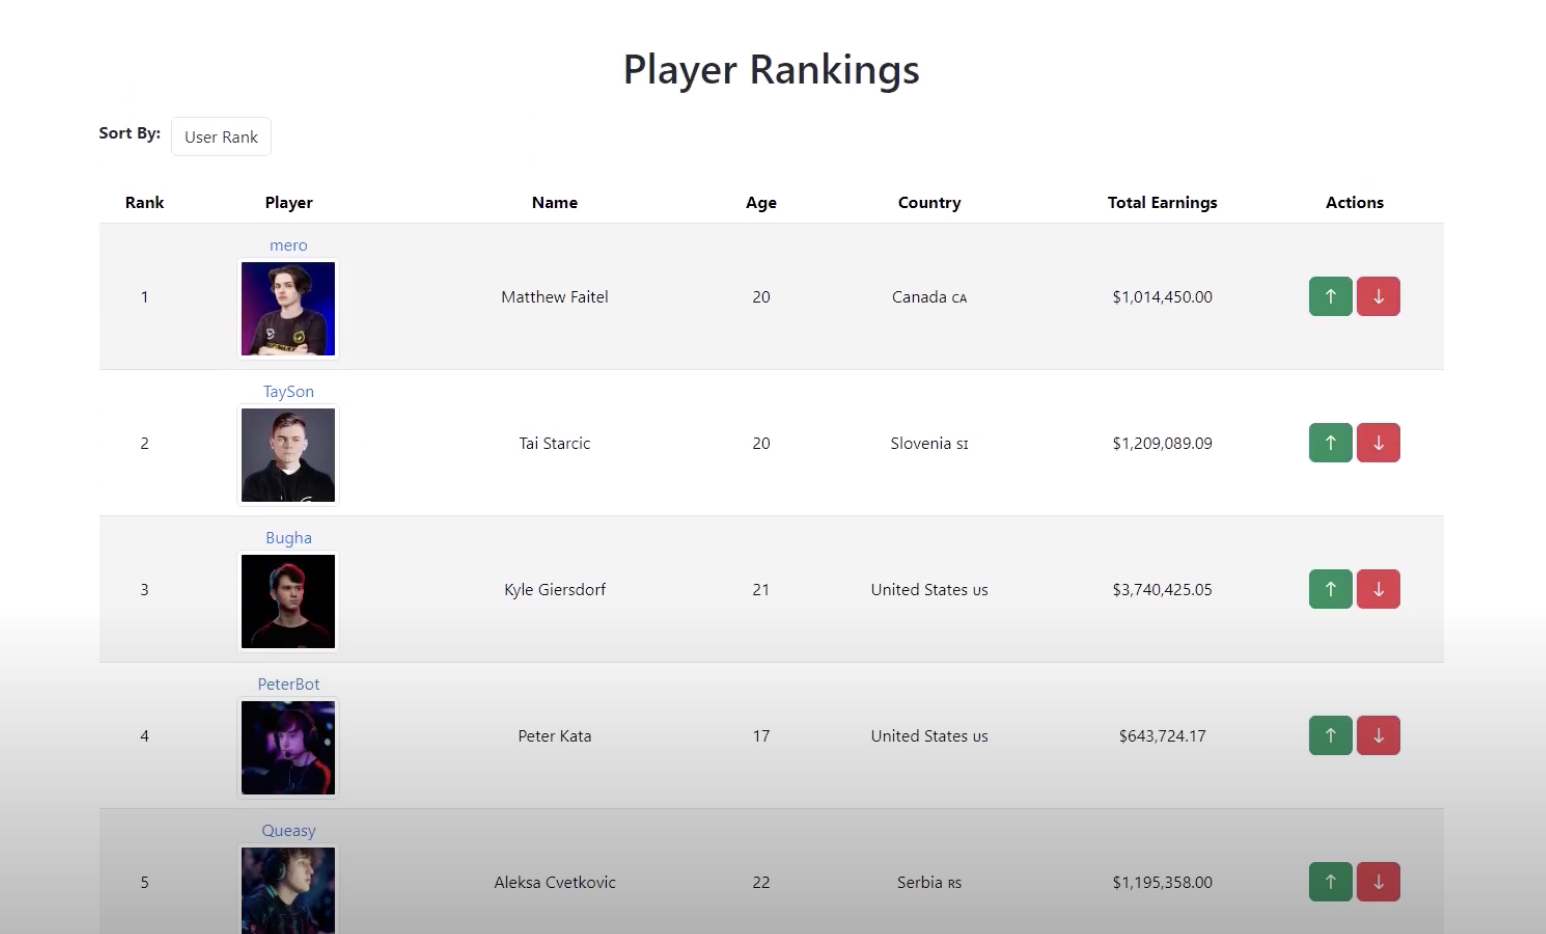 Player Rankings
Sort By: User Rank
Rank Player Name Age Country Total Earnings Actions
mero
1 Matthew Faitel 20 Canada CA $1,014,450.00 ↑ ↓
TaySon
2 Tai Starcic 20 Slovenia SI $1,209,089.09 ↑ ↓
Bugha
3 Kyle Giersdorf 21 United States US $3,740,425.05 ↑ ↓
PeterBot
4 Peter Kata 17 United States US $643,724.17 ↑ ↓
Queasy
5 Aleksa Cvetkovic 22 Serbia RS $1,195,358.00 ↑ ↓